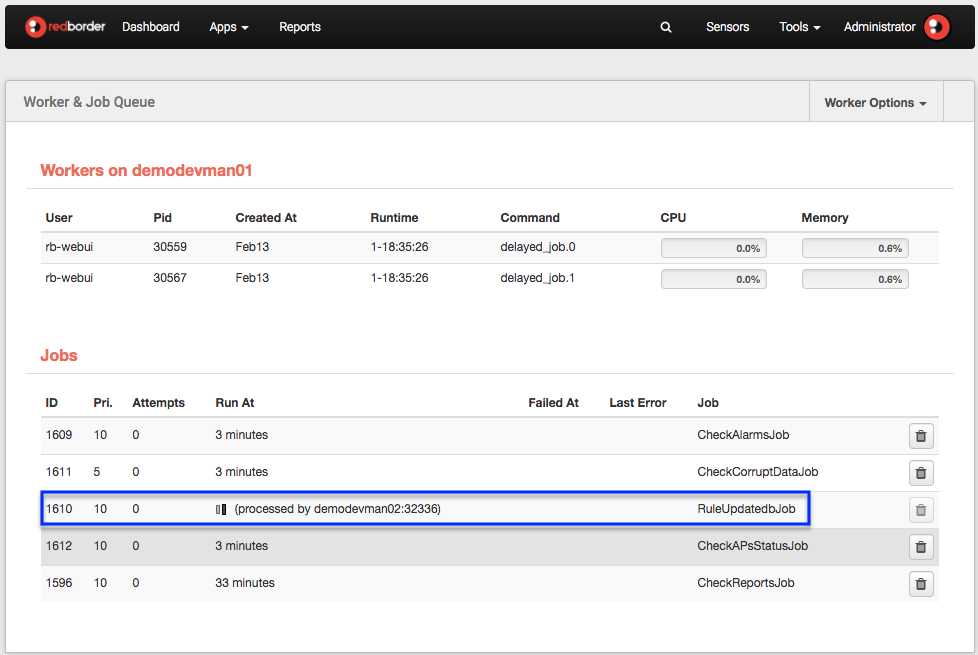 redborder Dashboard Apps Reports Sensors Tools Administrator
Worker & Job Queue Worker Options
Workers on demodevman01
User Pid Created At Runtime Command CPU Memory
rb-webui 30559 Feb13 1-18:35:26 delayed_job.0 0.0% 0.6%
rb-webui 30567 Feb13 1-18:35:26 delayed_job.1 0.0% 0.6%
Jobs
ID Pri. Attempts Run At Failed At Last Error Job
1609 10 0 3 minutes CheckAlarmsJob
1611 5 0 3 minutes CheckCorruptDataJob
1610 10 0 (processed by demodevman02:32336) RuleUpdatedbJob
1612 10 0 3 minutes CheckAPsStatusJob
1596 10 0 33 minutes CheckReportsJob